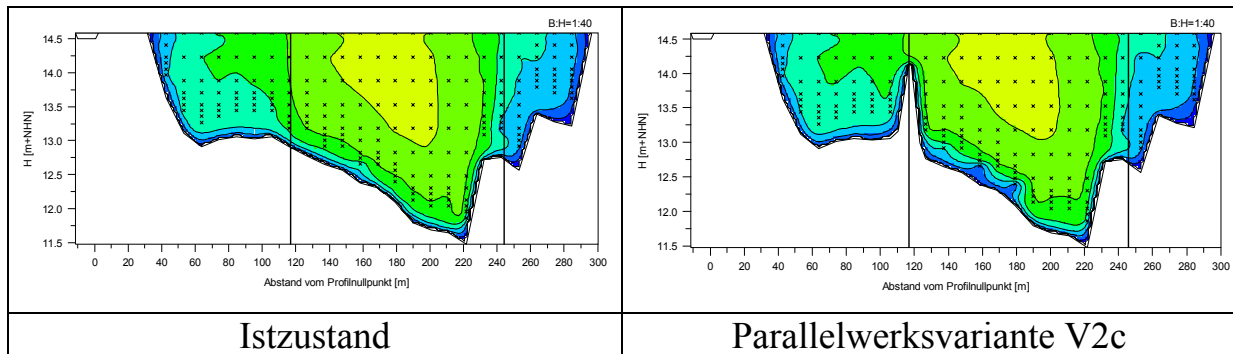 B:H=1:40
14.5
14.0
13.5
13.0
12.5
12.0
11.5
H [m+NHN]
0 20 40 60 80 100 120 140 160 180 200 220 240 260 280 300
Abstand vom Profilnullpunkt [m]
Istzustand
B:H=1:40
14.5
14.0
13.5
13.0
12.5
12.0
11.5
H [m+NHN]
0 20 40 60 80 100 120 140 160 180 200 220 240 260 280 300
Abstand vom Profilnullpunkt [m]
Parallelwerksvariante V2c